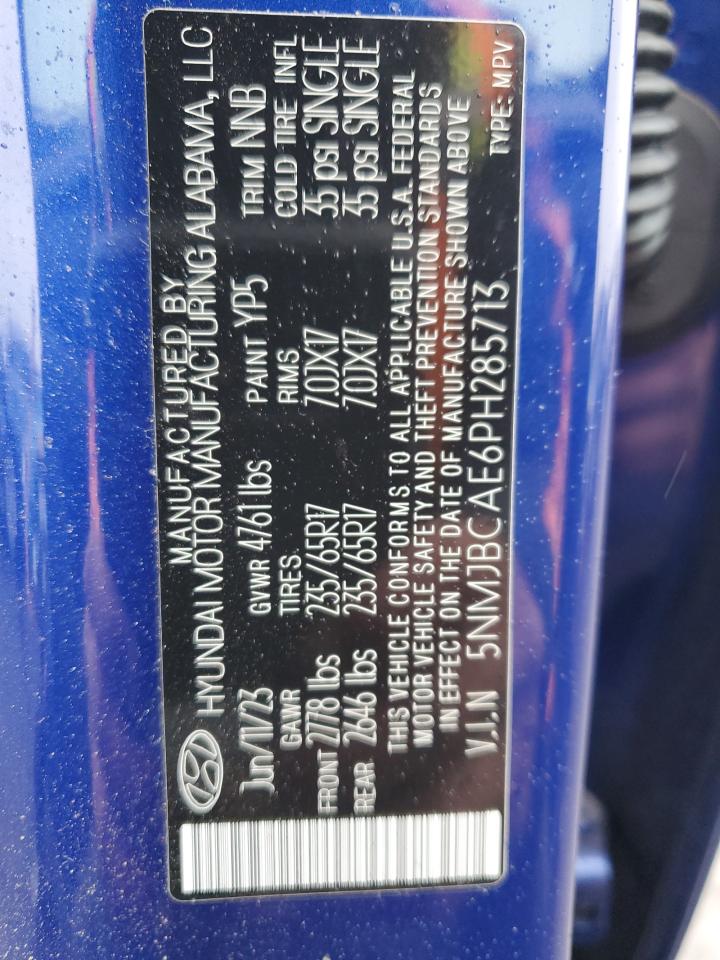 MANUFACTURED BY
HYUNDAI MOTOR MANUFACTURING ALABAMA, LLC
Jun/11/23 GVWR 4761 lbs PAINT YP5 TRIM NNB
GAWR TIRES RIMS COLD TIRE INFL
FRONT 2778 lbs 235/65R17 7.0JX17 35 psi SINGLE
REAR 2646 lbs 235/65R17 7.0JX17 35 psi SINGLE
THIS VEHICLE CONFORMS TO ALL APPLICABLE U.S.A. FEDERAL
MOTOR VEHICLE SAFETY AND THEFT PREVENTION STANDARDS
IN EFFECT ON THE DATE OF MANUFACTURE SHOWN ABOVE
V.I.N 5NMJBCAE6PH285713 TYPE: MPV